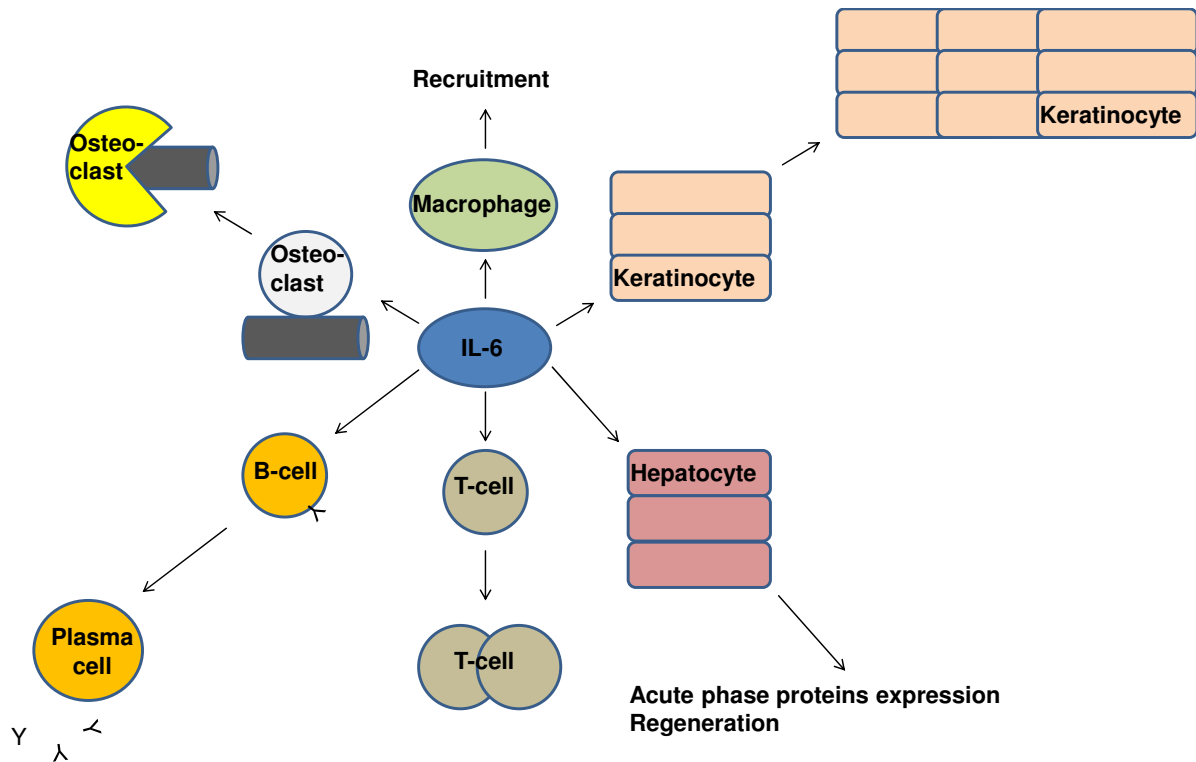 Recruitment
Keratinocyte
Osteo-
clast
Macrophage
Osteo-
clast
Keratinocyte
IL-6
B-cell
T-cell
Hepatocyte
Plasma
cell
T-cell
Acute phase proteins expression
Regeneration
Y